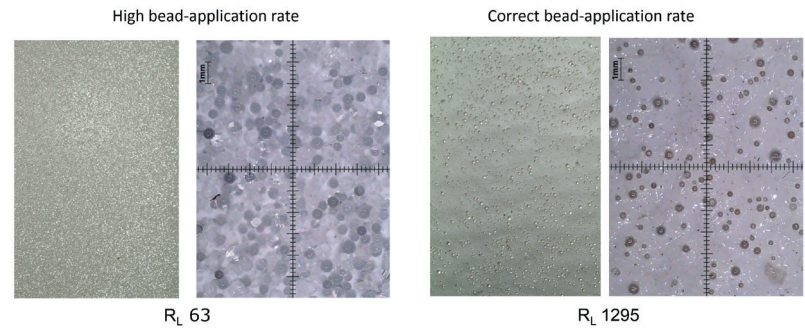 High bead-application rate
Correct bead-application rate
1mm
1mm
R_L 63
R_L 1295